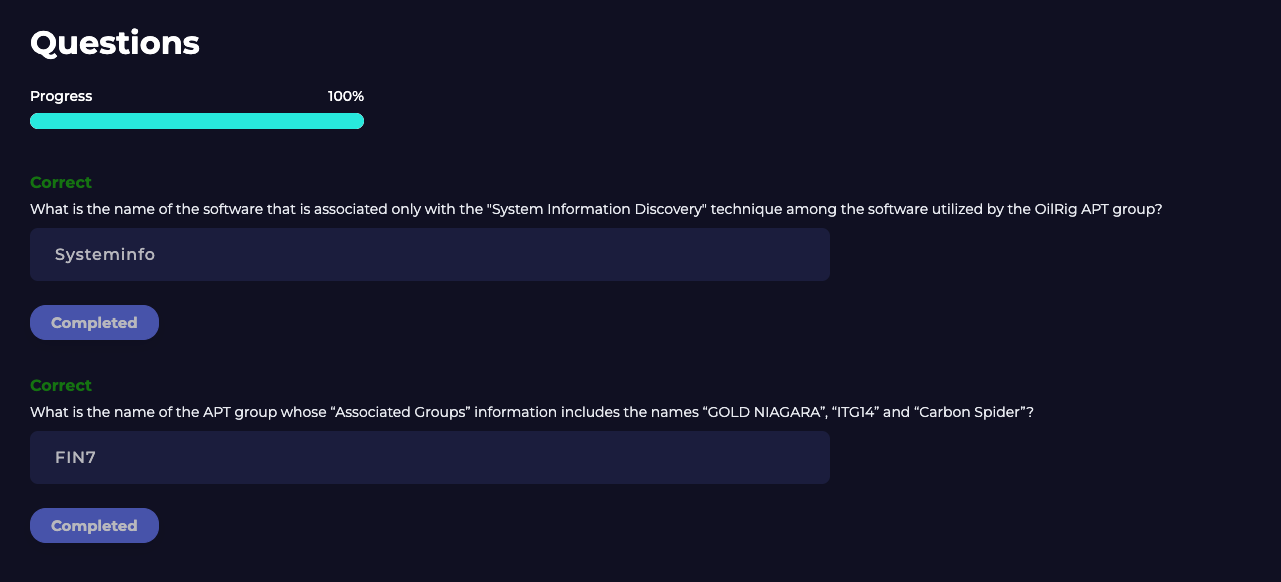 Questions
Progress 100%
Correct
What is the name of the software that is associated only with the "System Information Discovery" technique among the software utilized by the OilRig APT group?
Systeminfo
Completed
Correct
What is the name of the APT group whose “Associated Groups” information includes the names “GOLD NIAGARA”, “ITG14” and “Carbon Spider”?
FIN7
Completed